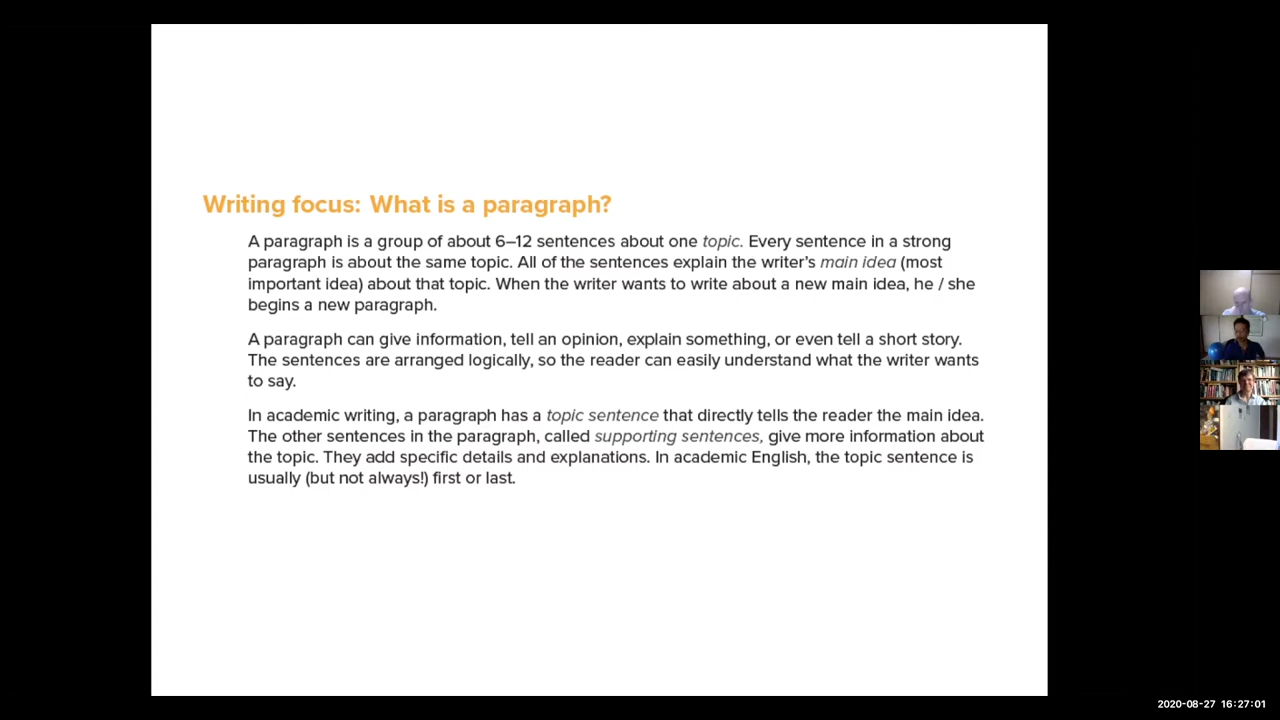 Writing focus: What is a paragraph?
A paragraph is a group of about 6–12 sentences about one topic. Every sentence in a strong
paragraph is about the same topic. All of the sentences explain the writer's main idea (most
important idea) about that topic. When the writer wants to write about a new main idea, he / she
begins a new paragraph.
A paragraph can give information, tell an opinion, explain something, or even tell a short story.
The sentences are arranged logically, so the reader can easily understand what the writer wants
to say.
In academic writing, a paragraph has a topic sentence that directly tells the reader the main idea.
The other sentences in the paragraph, called supporting sentences, give more information about
the topic. They add specific details and explanations. In academic English, the topic sentence is
usually (but not always!) first or last.
2020-08-27 16:27:01